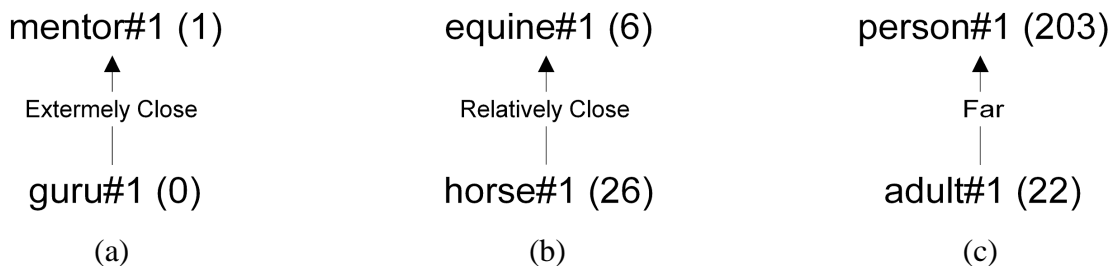 mentor#1 (1)
Extermely Close
guru#1 (0)
(a)
equine#1 (6)
Relatively Close
horse#1 (26)
(b)
person#1 (203)
Far
adult#1 (22)
(c)